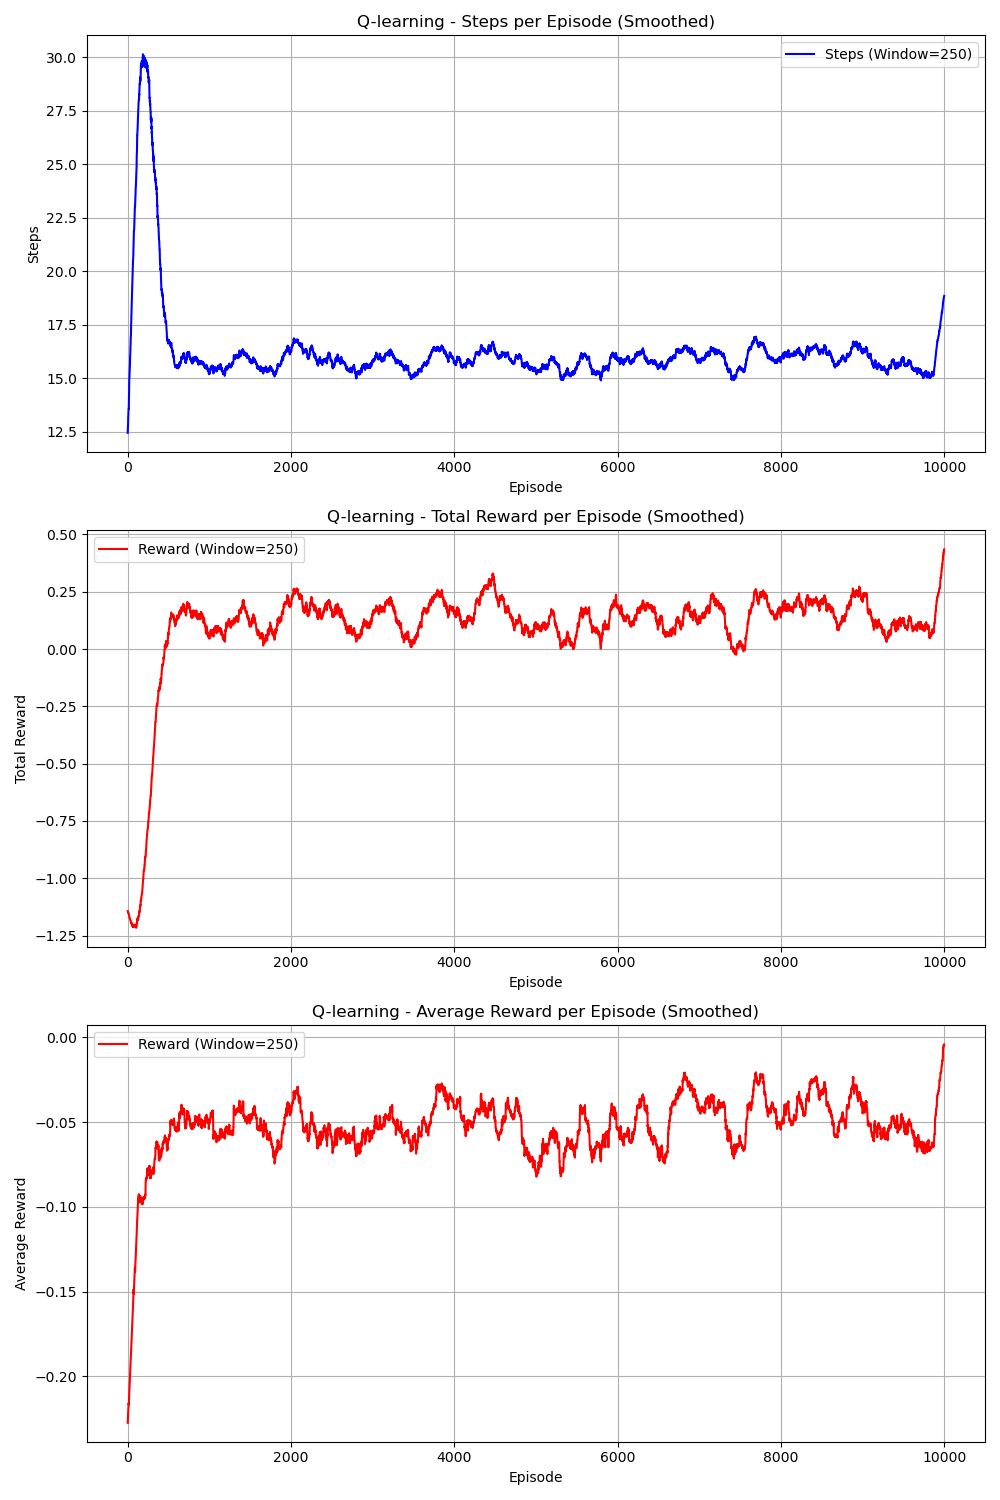 Q-learning - Steps per Episode (Smoothed)
Steps (Window=250)
30.0
27.5
25.0
22.5
20.0
17.5
15.0
12.5
Steps
0 2000 4000 6000 8000 10000
Episode
Q-learning - Total Reward per Episode (Smoothed)
Reward (Window=250)
0.50
0.25
0.00
−0.25
−0.50
−0.75
−1.00
−1.25
Total Reward
0 2000 4000 6000 8000 10000
Episode
Q-learning - Average Reward per Episode (Smoothed)
Reward (Window=250)
0.00
−0.05
−0.10
−0.15
−0.20
Average Reward
0 2000 4000 6000 8000 10000
Episode